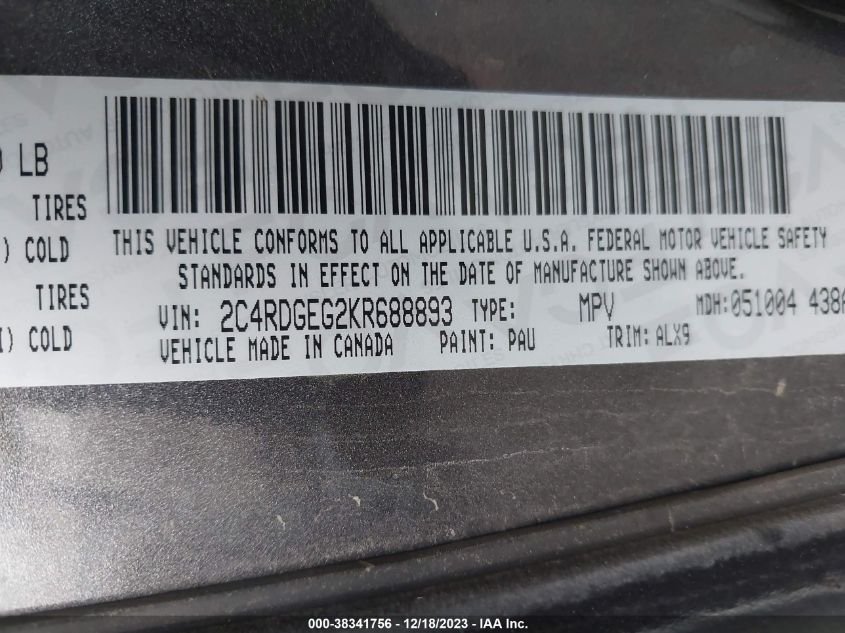 LB
TIRES
) COLD
TIRES
) COLD
THIS VEHICLE CONFORMS TO ALL APPLICABLE U.S.A. FEDERAL MOTOR VEHICLE SAFETY
STANDARDS IN EFFECT ON THE DATE OF MANUFACTURE SHOWN ABOVE.
VIN: 2C4RDGEG2KR688893 TYPE: MPV MDH:051004 438A
VEHICLE MADE IN CANADA PAINT: PAU TRIM: ALX9
000-38341756 - 12/18/2023 - IAA Inc.